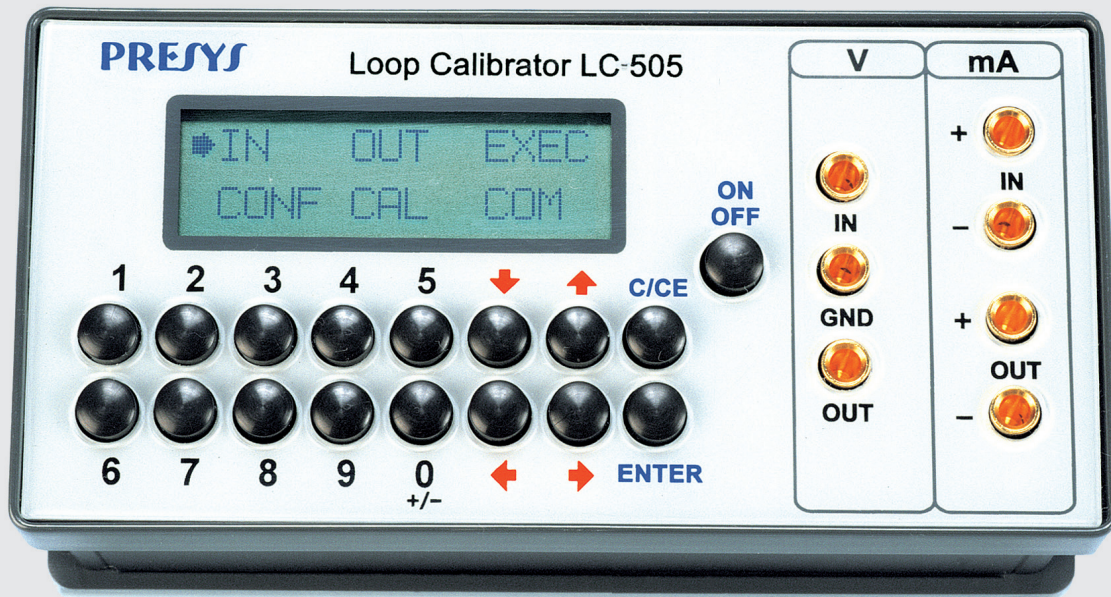 PRESYS
Loop Calibrator LC-505
IN OUT EXEC
CONF CAL COM
ON
OFF
1 2 3 4 5 C/CE
6 7 8 9 0 ENTER
+/−
V
IN
GND
OUT
mA
+
IN
−
+
OUT
−